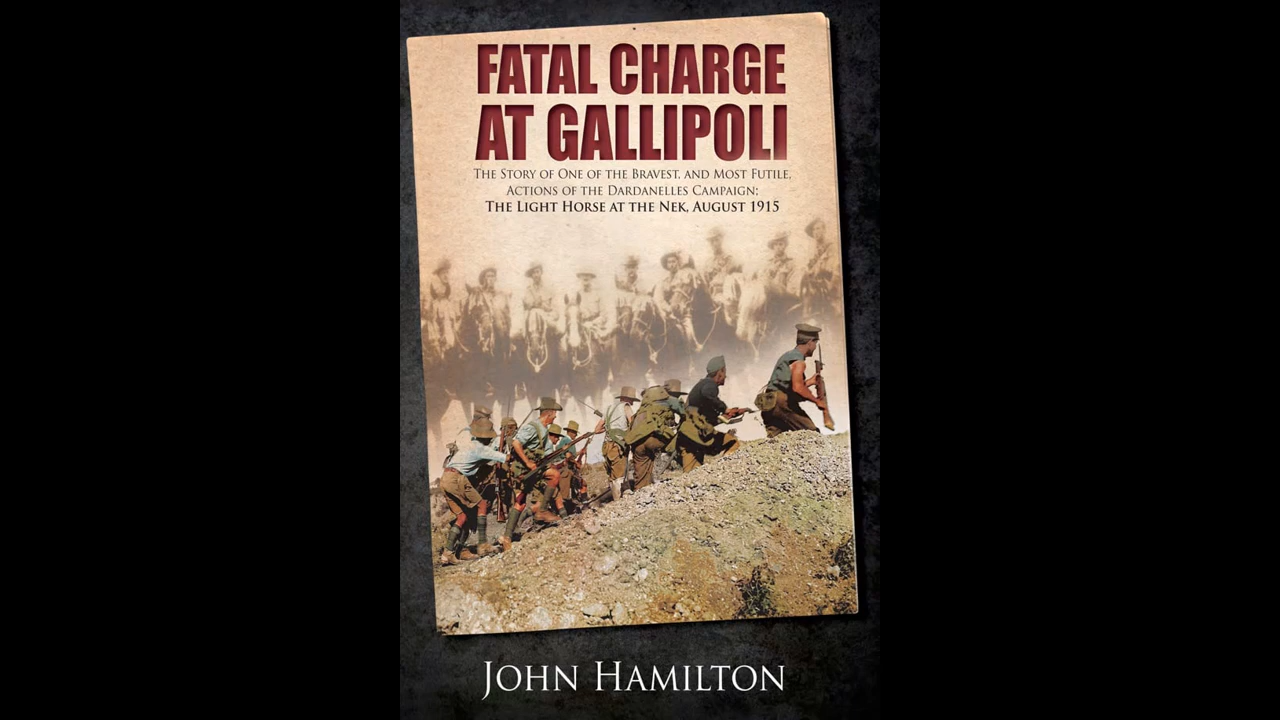 FATAL CHARGE
AT GALLIPOLI
The Story of One of the Bravest, and Most Futile,
Actions of the Dardanelles Campaign;
The Light Horse at the Nek, August 1915
John Hamilton